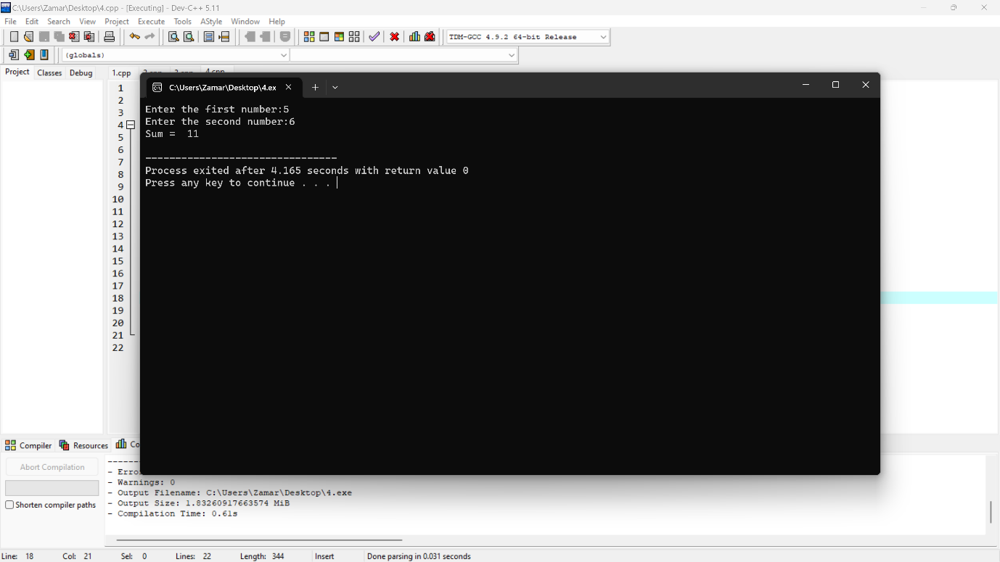 C:\Users\Zamar\Desktop\4.cpp - [Executing] - Dev-C++ 5.11
File Edit Search View Project Execute Tools AStyle Window Help
TDM-GCC 4.9.2 64-bit Release
(globals)
Project Classes Debug 1.cpp 4.cpp
C:\Users\Zamar\Desktop\4.ex
Enter the first number:5
Enter the second number:6
Sum =  11
--------------------------------
Process exited after 4.165 seconds with return value 0
Press any key to continue . . .
1
2
3
4
5
6
7
8
9
10
11
12
13
14
15
16
17
18
19
20
21
22
Compiler Resources Co
Abort Compilation
Shorten compiler paths
- Erro
- Warnings: 0
- Output Filename: C:\Users\Zamar\Desktop\4.exe
- Output Size: 1.83260917663574 MiB
- Compilation Time: 0.61s
Line: 18 Col: 21 Sel: 0 Lines: 22 Length: 344 Insert Done parsing in 0.031 seconds